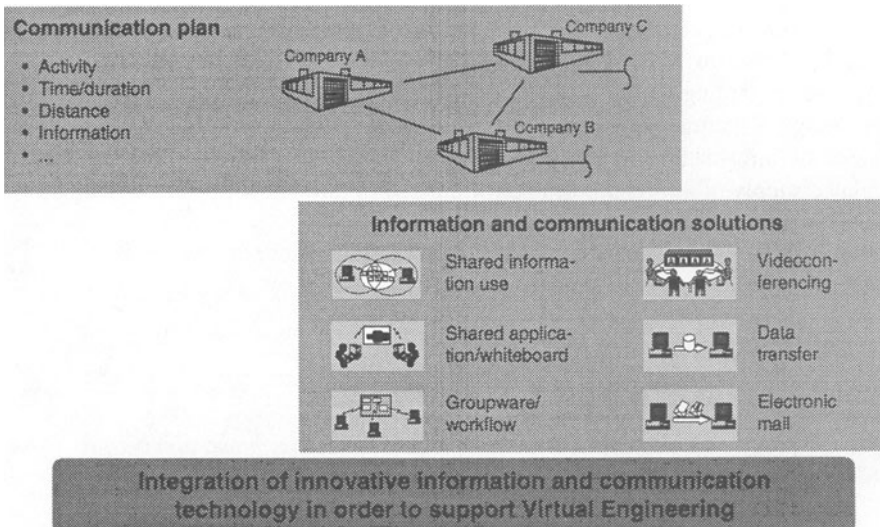 Communication plan
• Activity
• Time/duration
• Distance
• Information
• ...
Company A
Company C
Company B
Information and communication solutions
Shared informa-
tion use
Videocon-
ferencing
Shared applica-
tion/whiteboard
Data
transfer
Groupware/
workflow
Electronic
mail
Integration of innovative information and communication
technology in order to support Virtual Engineering